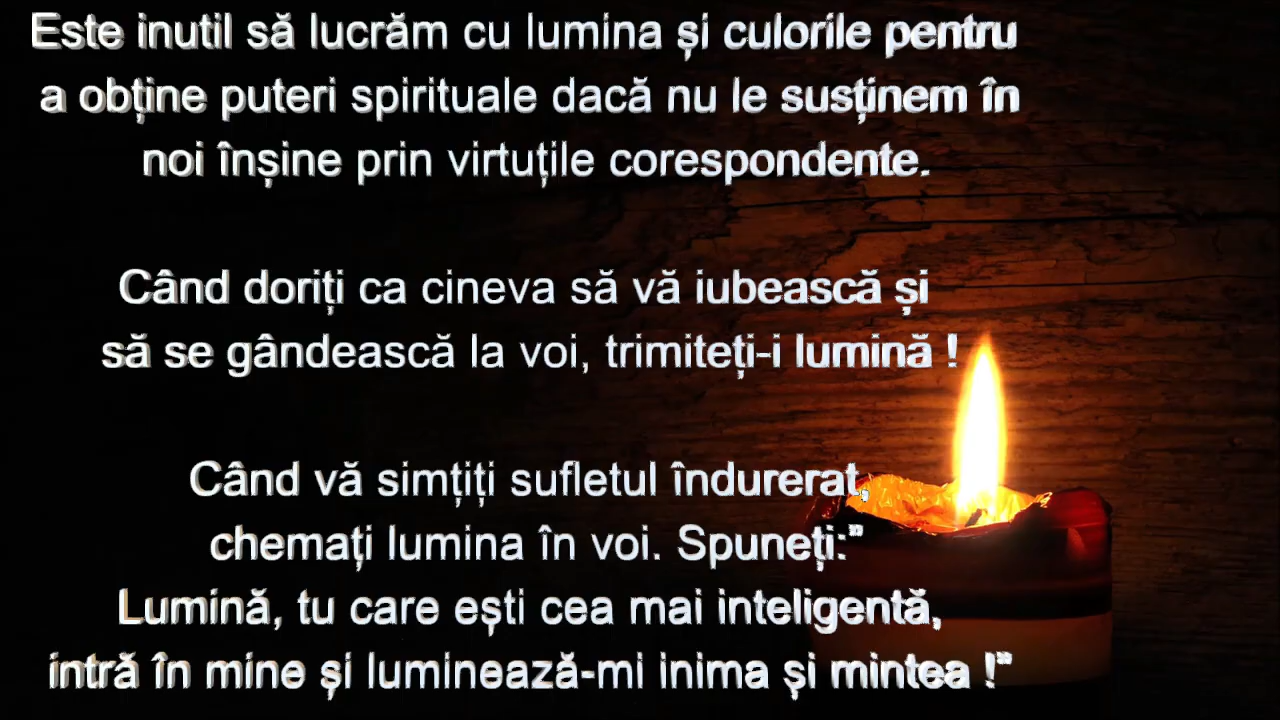 Este inutil să lucrăm cu lumina și culorile pentru
a obține puteri spirituale dacă nu le susținem în
noi înșine prin virtuțile corespondente.
Când doriți ca cineva să vă iubească și
să se gândească la voi, trimiteți-i lumină !
Când vă simțiți sufletul îndurerat,
chemați lumina în voi. Spuneți:”
Lumină, tu care ești cea mai inteligentă,
intră în mine și luminează-mi inima și mintea !”